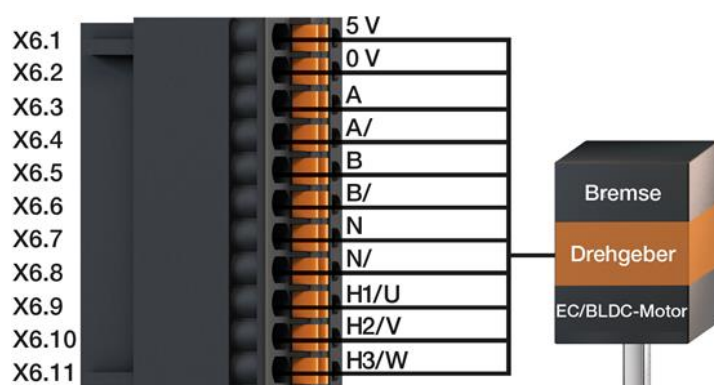 X6.1 5 V
X6.2 0 V
X6.3 A
X6.4 A/
X6.5 B
X6.6 B/
X6.7 N
X6.8 N/
X6.9 H1/U
X6.10 H2/V
X6.11 H3/W
Bremse
Drehgeber
EC/BLDC-Motor